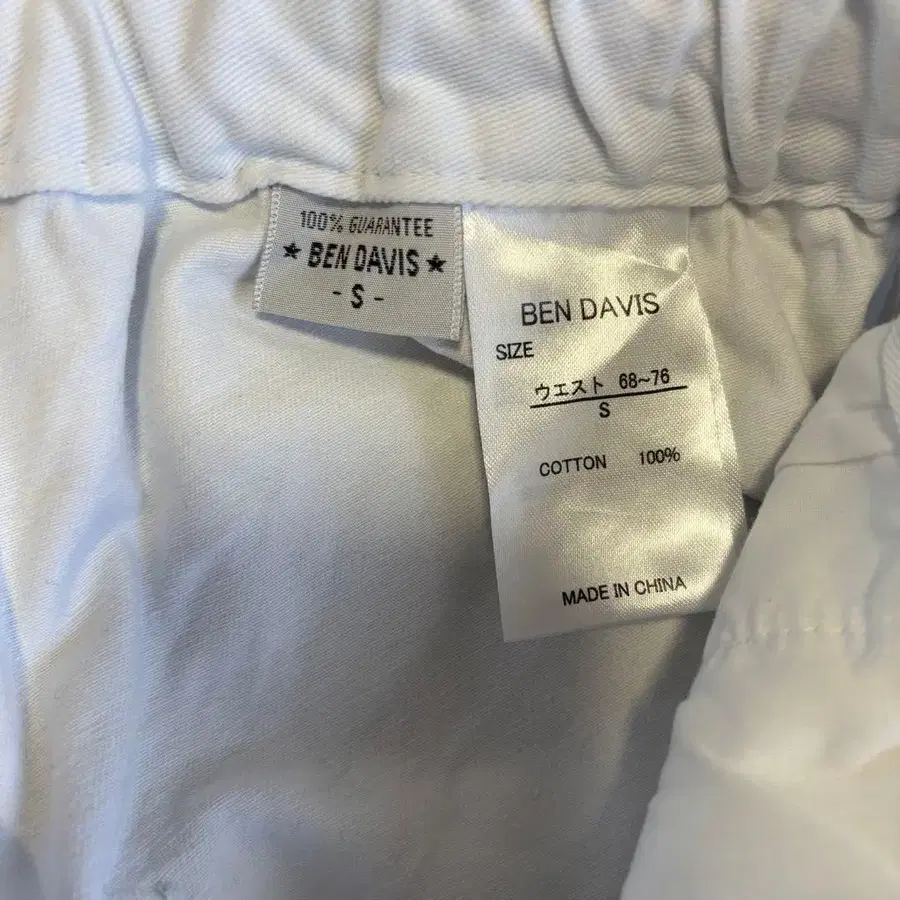 100% GUARANTEE
★ BEN DAVIS ★
- S -
BEN DAVIS
SIZE
ウエスト 68~76
S
COTTON 100%
MADE IN CHINA